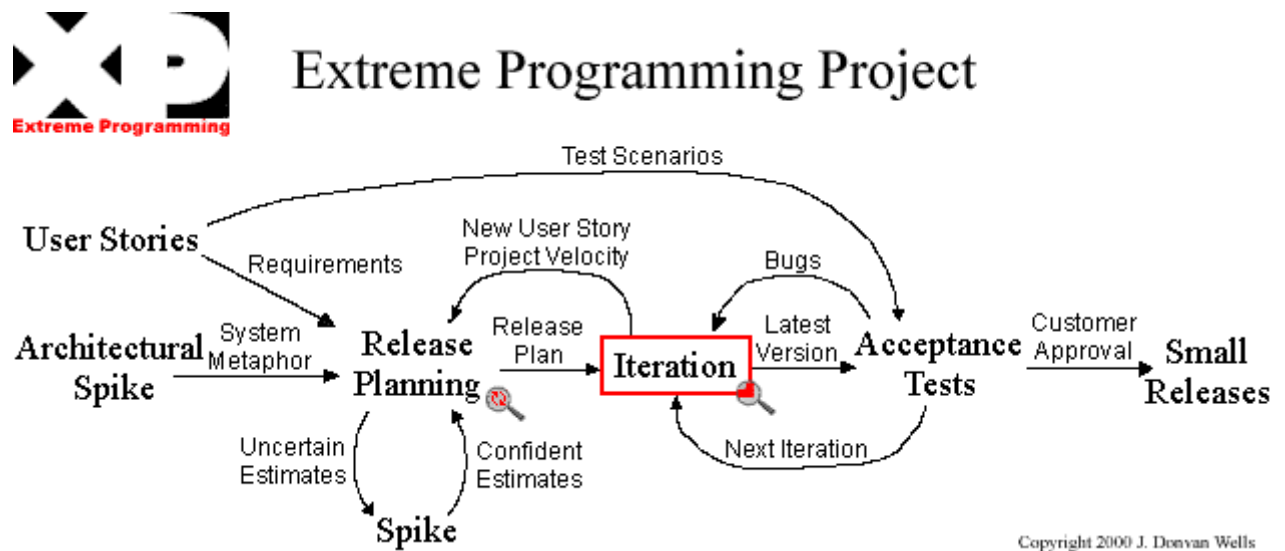 XP
Extreme Programming
Extreme Programming Project
Test Scenarios
User Stories
New User Story
Project Velocity
Bugs
Requirements
Architectural
Spike
System
Metaphor
Release
Planning
Release
Plan
Iteration
Latest
Version
Acceptance
Tests
Customer
Approval
Small
Releases
Uncertain
Estimates
Confident
Estimates
Next Iteration
Spike
Copyright 2000 J. Donvan Wells